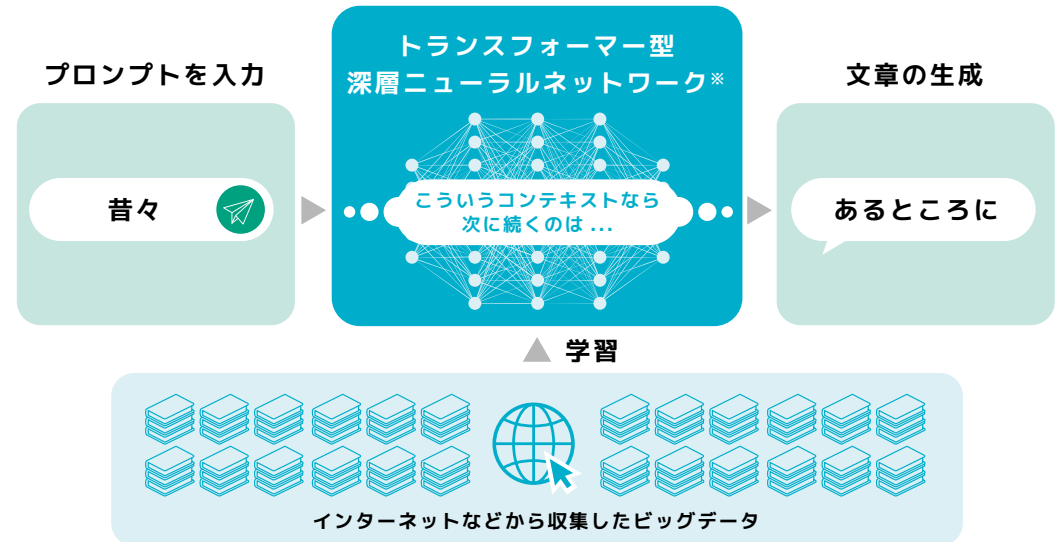 プロンプトを入力
昔々
トランスフォーマー型
深層ニューラルネットワーク※
こういうコンテキストなら
次に続くのは ...
文章の生成
あるところに
学習
インターネットなどから収集したビッグデータ